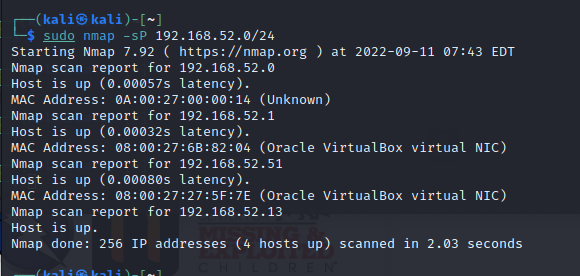 ┌──(kali㉿kali)-[~]
└─$ sudo nmap -sP 192.168.52.0/24
Starting Nmap 7.92 ( https://nmap.org ) at 2022-09-11 07:43 EDT
Nmap scan report for 192.168.52.0
Host is up (0.00057s latency).
MAC Address: 0A:00:27:00:00:14 (Unknown)
Nmap scan report for 192.168.52.1
Host is up (0.00032s latency).
MAC Address: 08:00:27:6B:82:04 (Oracle VirtualBox virtual NIC)
Nmap scan report for 192.168.52.51
Host is up (0.00080s latency).
MAC Address: 08:00:27:27:5F:7E (Oracle VirtualBox virtual NIC)
Nmap scan report for 192.168.52.13
Host is up.
Nmap done: 256 IP addresses (4 hosts up) scanned in 2.03 seconds
MISSING &
EXPLOITED
CHILDREN